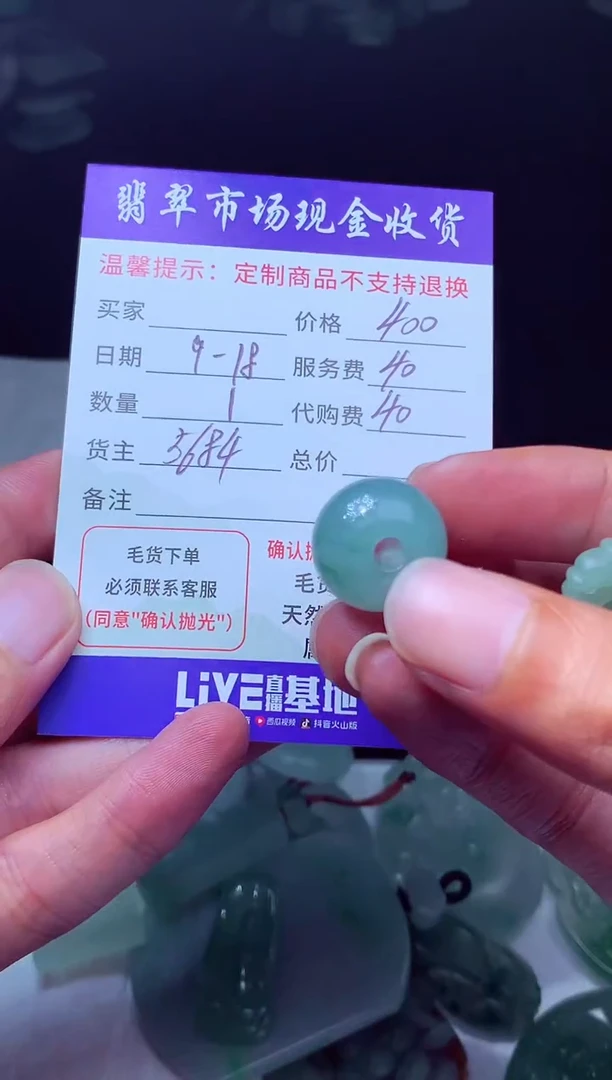 翡翠市场现金收货
温馨提示：定制商品不支持退换
买家 价格 400
日期 9-18 服务费 40
数量 1 代购费 40
货主 3684 总价
备注
毛货下单 确认抛
必须联系客服 毛货
(同意"确认抛光") 天然
LiVE直播基地
西瓜视频 抖音火山版